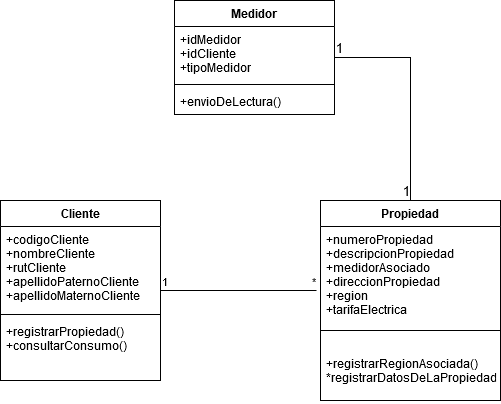 Medidor
+idMedidor
+idCliente
+tipoMedidor
+envioDeLectura()
1
1
Cliente
+codigoCliente
+nombreCliente
+rutCliente
+apellidoPaternoCliente
+apellidoMaternoCliente
+registrarPropiedad()
+consultarConsumo()
1
*
Propiedad
+numeroPropiedad
+descripcionPropiedad
+medidorAsociado
+direccionPropiedad
+region
+tarifaElectrica
+registrarRegionAsociada()
*registrarDatosDeLaPropiedad